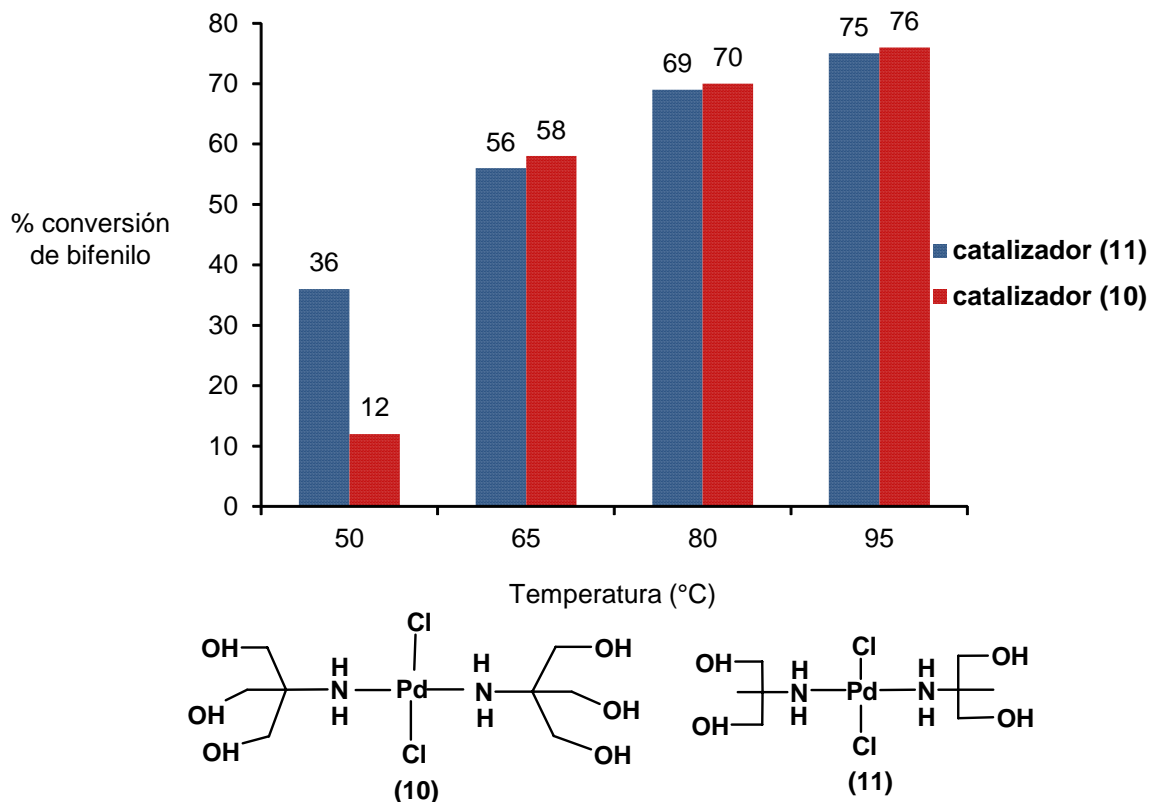 80
70
60
50
40
30
20
10
0
% conversión
de bifenilo
36
12
56
58
69
70
75
76
50
65
80
95
Temperatura (°C)
catalizador (11)
catalizador (10)
Cl
OH
OH
OH
H
N
H
Pd
H
N
H
OH
OH
OH
Cl
(10)
Cl
OH
OH
H
N
H
Pd
H
N
H
OH
OH
Cl
(11)